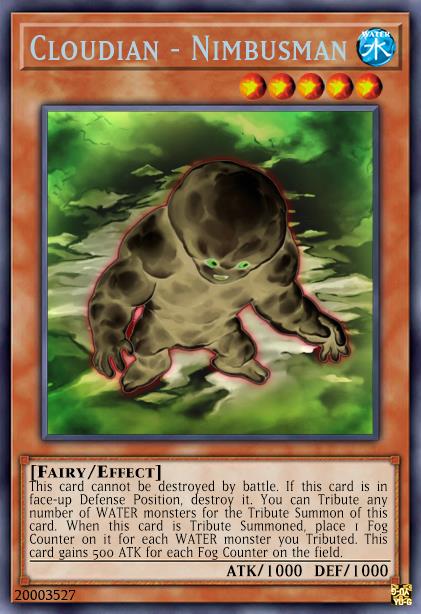 Cloudian - Nimbusman
WATER
水
[Fairy/Effect]
This card cannot be destroyed by battle. If this card is in
face-up Defense Position, destroy it. You can Tribute any
number of WATER monsters for the Tribute Summon of this
card. When this card is Tribute Summoned, place 1 Fog
Counter on it for each WATER monster you Tributed. This
card gains 500 ATK for each Fog Counter on the field.
ATK/1000 DEF/1000
20003527